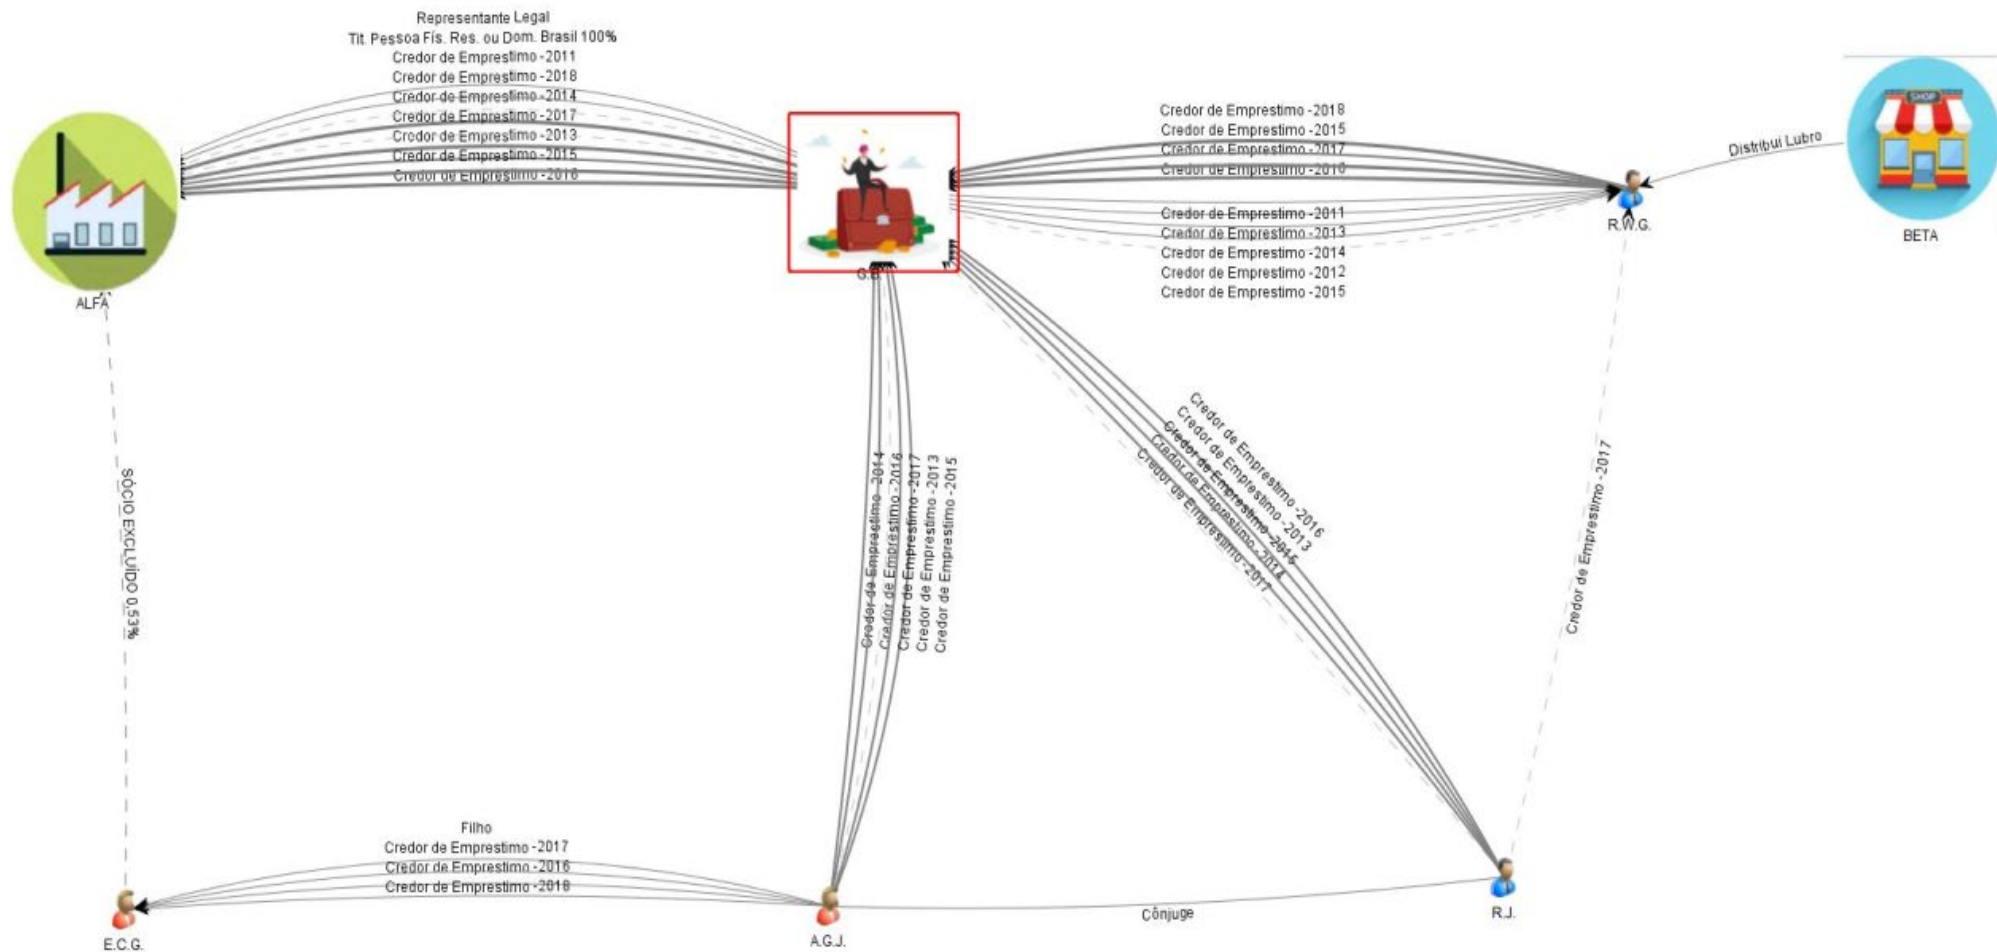 Representante Legal
Tit. Pessoa Fís. Res. ou Dom. Brasil 100%
Credor de Emprestimo -2011
Credor de Emprestimo -2018
Credor de Emprestimo -2014
Credor de Emprestimo -2017
Credor de Emprestimo -2013
Credor de Emprestimo -2015
Credor de Emprestimo -2016
ALFA
Credor de Emprestimo -2018
Credor de Emprestimo -2015
Credor de Emprestimo -2017
Credor de Emprestimo -2016
Credor de Emprestimo -2011
Credor de Emprestimo -2013
Credor de Emprestimo -2014
Credor de Emprestimo -2012
Credor de Emprestimo -2015
R.W.G.
Distribui Lubro
SHOP
BETA
SÓCIO EXCLUÍDO 0,53%
Credor de Emprestimo -2014
Credor de Emprestimo -2016
Credor de Emprestimo -2017
Credor de Emprestimo -2013
Credor de Emprestimo -2015
Credor de Emprestimo -2016
Credor de Emprestimo -2013
Credor de Emprestimo -2015
Credor de Emprestimo -2014
Credor de Emprestimo -2017
Credor de Emprestimo -2017
Filho
Credor de Emprestimo -2017
Credor de Emprestimo -2016
Credor de Emprestimo -2018
E.C.G.
A.G.J.
Cônjuge
R.J.